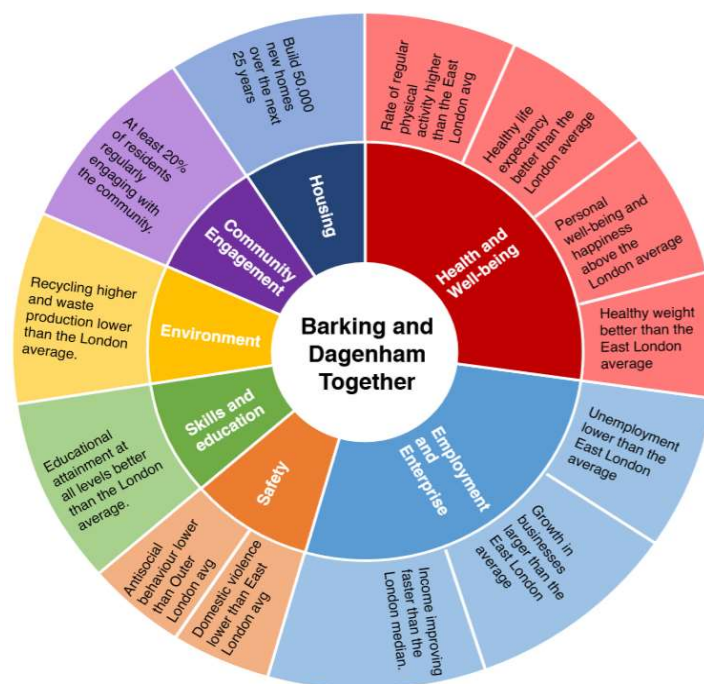 Barking and
Dagenham
Together
Health and
Well-being
Rate of regular
physical
activity higher
than the East
London avg
Healthy life
expectancy
better than the
London average
Personal
well-being and
happiness
above the
London average
Healthy weight
better than the
East London
average
Employment
and
Enterprise
Unemployment
lower than the
East London
average
Growth in
businesses
larger than the
East London
average
Income improving
faster than the
London median.
Safety
Domestic violence
lower than East
London avg
Antisocial
behaviour lower
than Outer
London avg
Skills and
education
Educational
attainment at
all levels better
than the London
average.
Environment
Recycling higher
and waste
production lower
than the London
average.
Community
Engagement
At least 20%
of residents
regularly
engaging with
the community.
Housing
Build 50,000
new homes
over the next
25 years